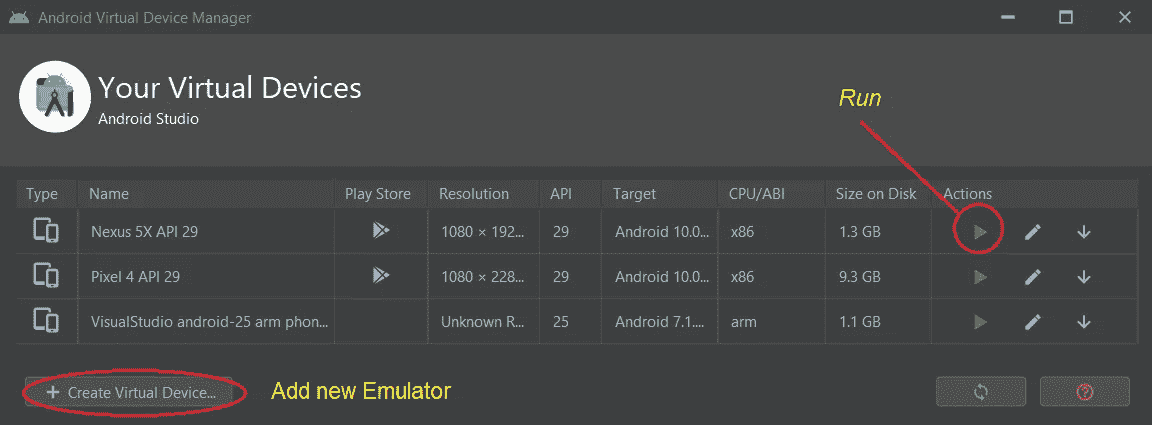 Android Virtual Device Manager
Your Virtual Devices
Android Studio
Run
Type Name Play Store Resolution API Target CPU/ABI Size on Disk Actions
Nexus 5X API 29 1080 × 192... 29 Android 10.0... x86 1.3 GB
Pixel 4 API 29 1080 × 228... 29 Android 10.0... x86 9.3 GB
VisualStudio android-25 arm phon... Unknown R... 25 Android 7.1.... arm 1.1 GB
+ Create Virtual Device... Add new Emulator ?